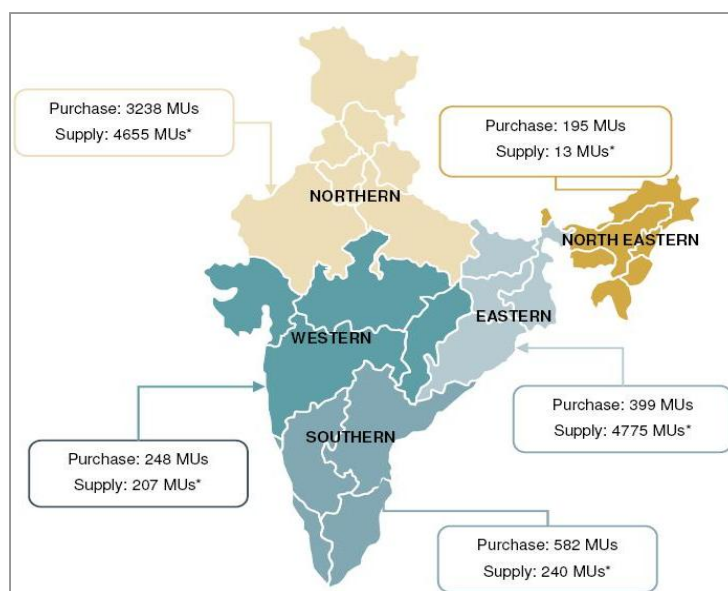 Purchase: 3238 MUs
Supply: 4655 MUs*
Purchase: 195 MUs
Supply: 13 MUs*
NORTHERN
NORTH EASTERN
EASTERN
WESTERN
Purchase: 399 MUs
Supply: 4775 MUs*
SOUTHERN
Purchase: 248 MUs
Supply: 207 MUs*
Purchase: 582 MUs
Supply: 240 MUs*